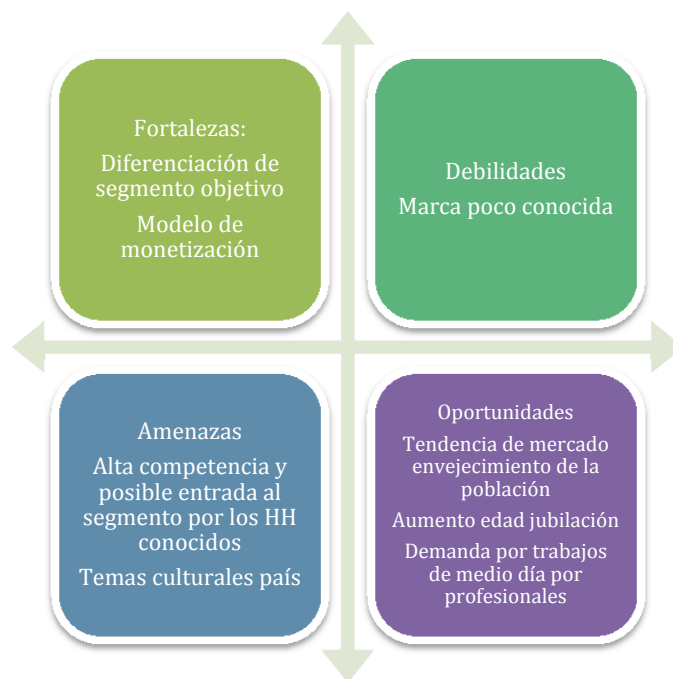 Fortalezas:
Diferenciación de
segmento objetivo
Modelo de
monetización
Debilidades
Marca poco conocida
Amenazas
Alta competencia y
posible entrada al
segmento por los HH
conocidos
Temas culturales país
Oportunidades
Tendencia de mercado
envejecimiento de la
población
Aumento edad jubilación
Demanda por trabajos
de medio día por
profesionales